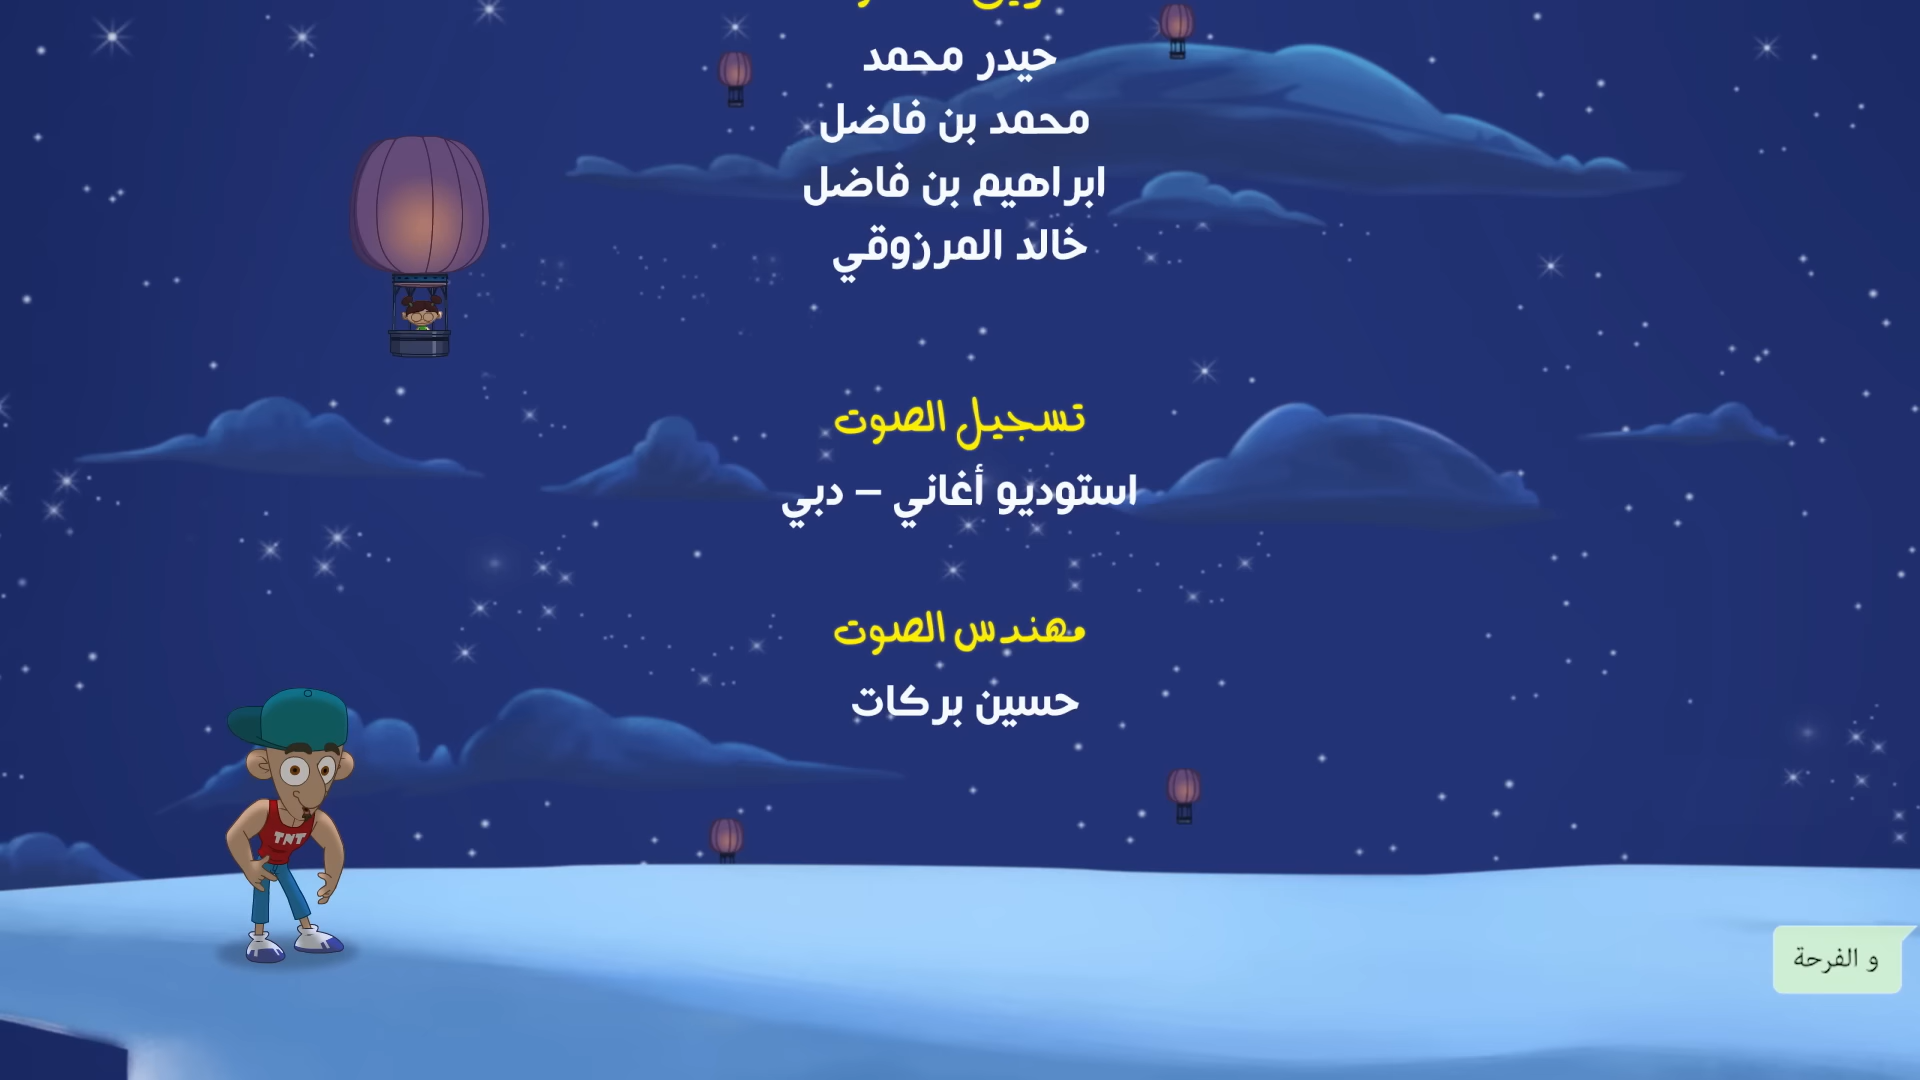 حيدر محمد
محمد بن فاضل
ابراهيم بن فاضل
خالد المرزوقي
تسجيل الصوت
استوديو أغاني – دبي
مهندس الصوت
حسين بركات
TNT
و الفرحة